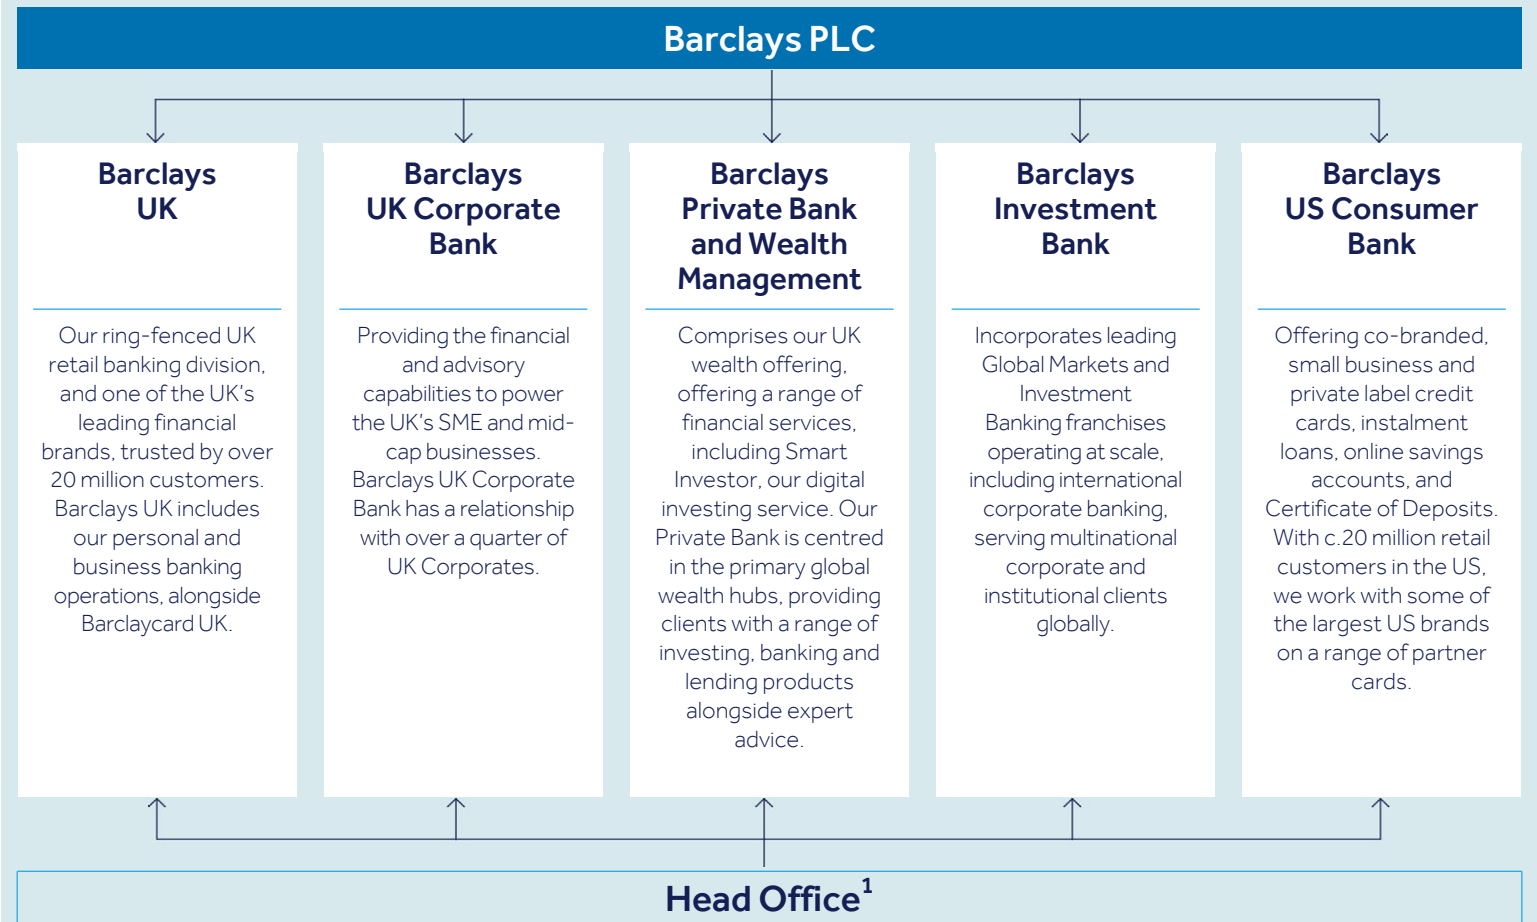 Barclays PLC
Barclays
UK
Our ring-fenced UK
retail banking division,
and one of the UK's
leading financial
brands, trusted by over
20 million customers.
Barclays UK includes
our personal and
business banking
operations, alongside
Barclaycard UK.
Barclays
UK Corporate
Bank
Providing the financial
and advisory
capabilities to power
the UK's SME and mid-
cap businesses.
Barclays UK Corporate
Bank has a relationship
with over a quarter of
UK Corporates.
Barclays
Private Bank
and Wealth
Management
Comprises our UK
wealth offering,
offering a range of
financial services,
including Smart
Investor, our digital
investing service. Our
Private Bank is centred
in the primary global
wealth hubs, providing
clients with a range of
investing, banking and
lending products
alongside expert
advice.
Barclays
Investment
Bank
Incorporates leading
Global Markets and
Investment
Banking franchises
operating at scale,
including international
corporate banking,
serving multinational
corporate and
institutional clients
globally.
Barclays
US Consumer
Bank
Offering co-branded,
small business and
private label credit
cards, instalment
loans, online savings
accounts, and
Certificate of Deposits.
With c.20 million retail
customers in the US,
we work with some of
the largest US brands
on a range of partner
cards.
Head Office¹